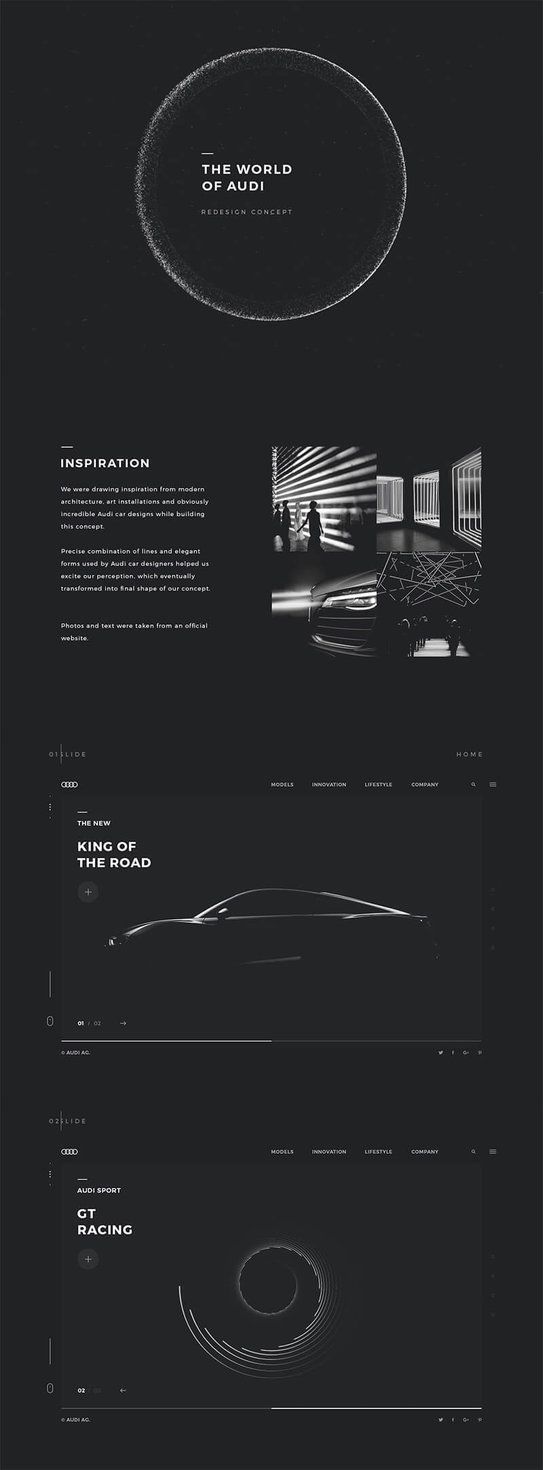 THE WORLD
OF AUDI
REDESIGN CONCEPT
INSPIRATION
We were drawing inspiration from modern
architecture, art installations and obviously
incredible Audi car designs while building
this concept.
Precise combination of lines and elegant
forms used by Audi car designers helped us
excite our perception, which eventually
transformed into final shape of our concept.
Photos and text were taken from an official
website.
01 SLIDE
HOME
MODELS INNOVATION LIFESTYLE COMPANY
THE NEW
KING OF
THE ROAD
01 / 02
© AUDI AG.
02 SLIDE
MODELS INNOVATION LIFESTYLE COMPANY
AUDI SPORT
GT
RACING
02
© AUDI AG.